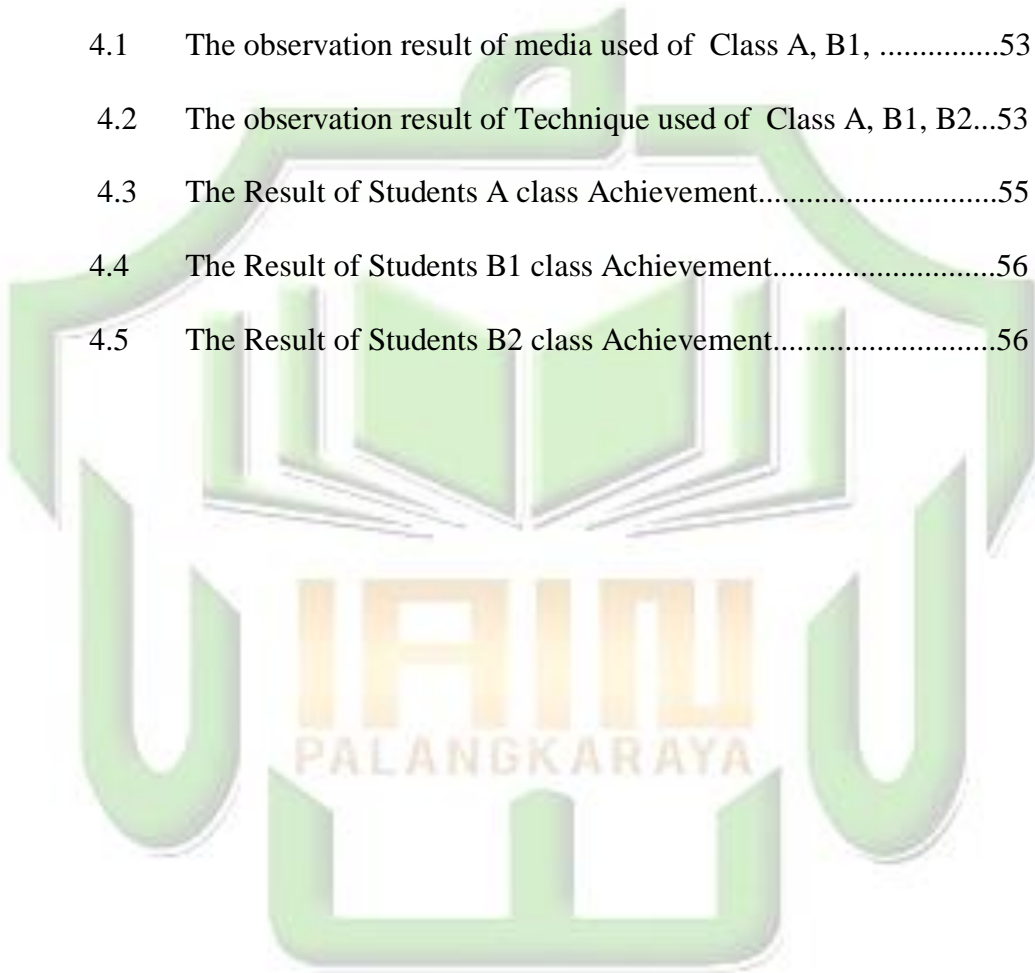 4.1 The observation result of media used of Class A, B1, ...............53
4.2 The observation result of Technique used of Class A, B1, B2...53
4.3 The Result of Students A class Achievement..............................55
4.4 The Result of Students B1 class Achievement............................56
4.5 The Result of Students B2 class Achievement............................56
IAIN
PALANGKARAYA